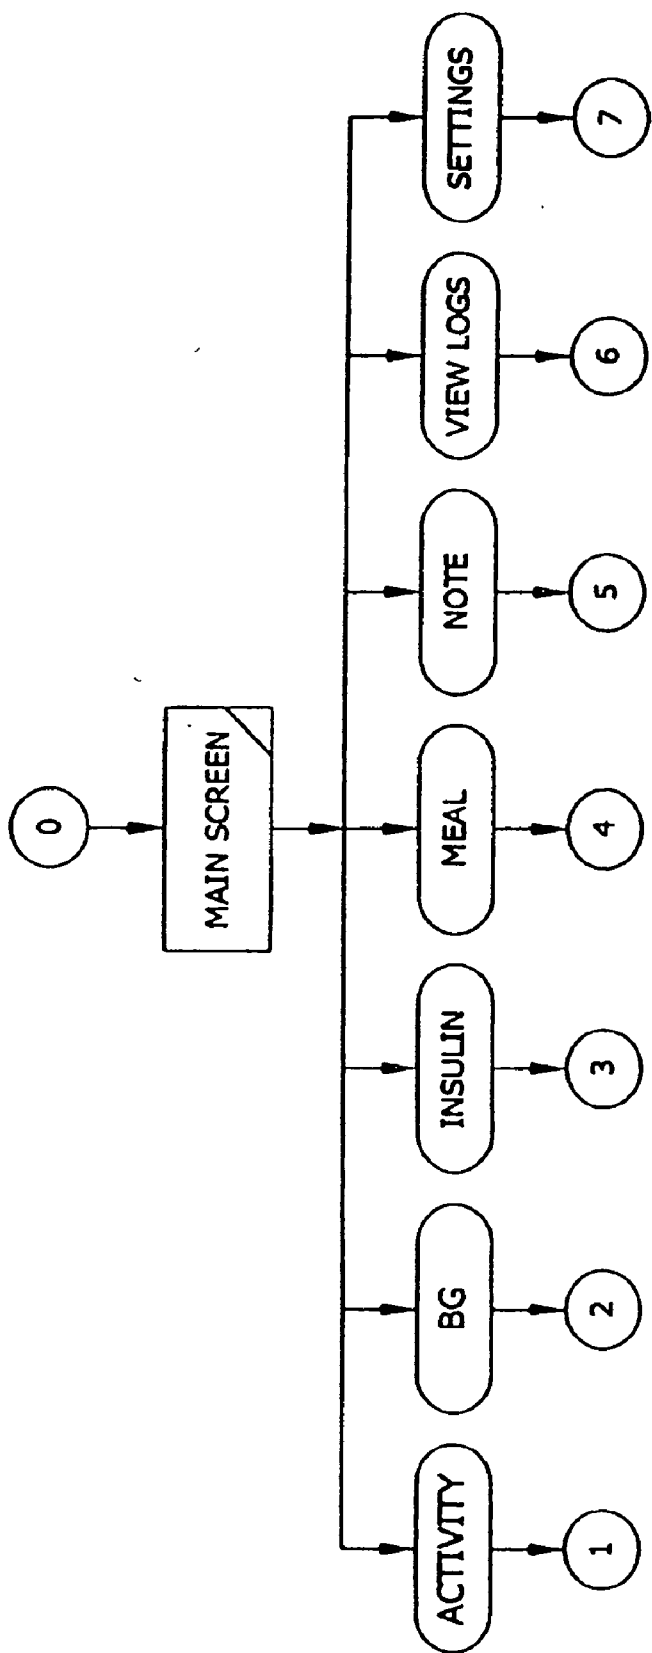 0
MAIN SCREEN
ACTIVITY
BG
INSULIN
MEAL
NOTE
VIEW LOGS
SETTINGS
1
2
3
4
5
6
7